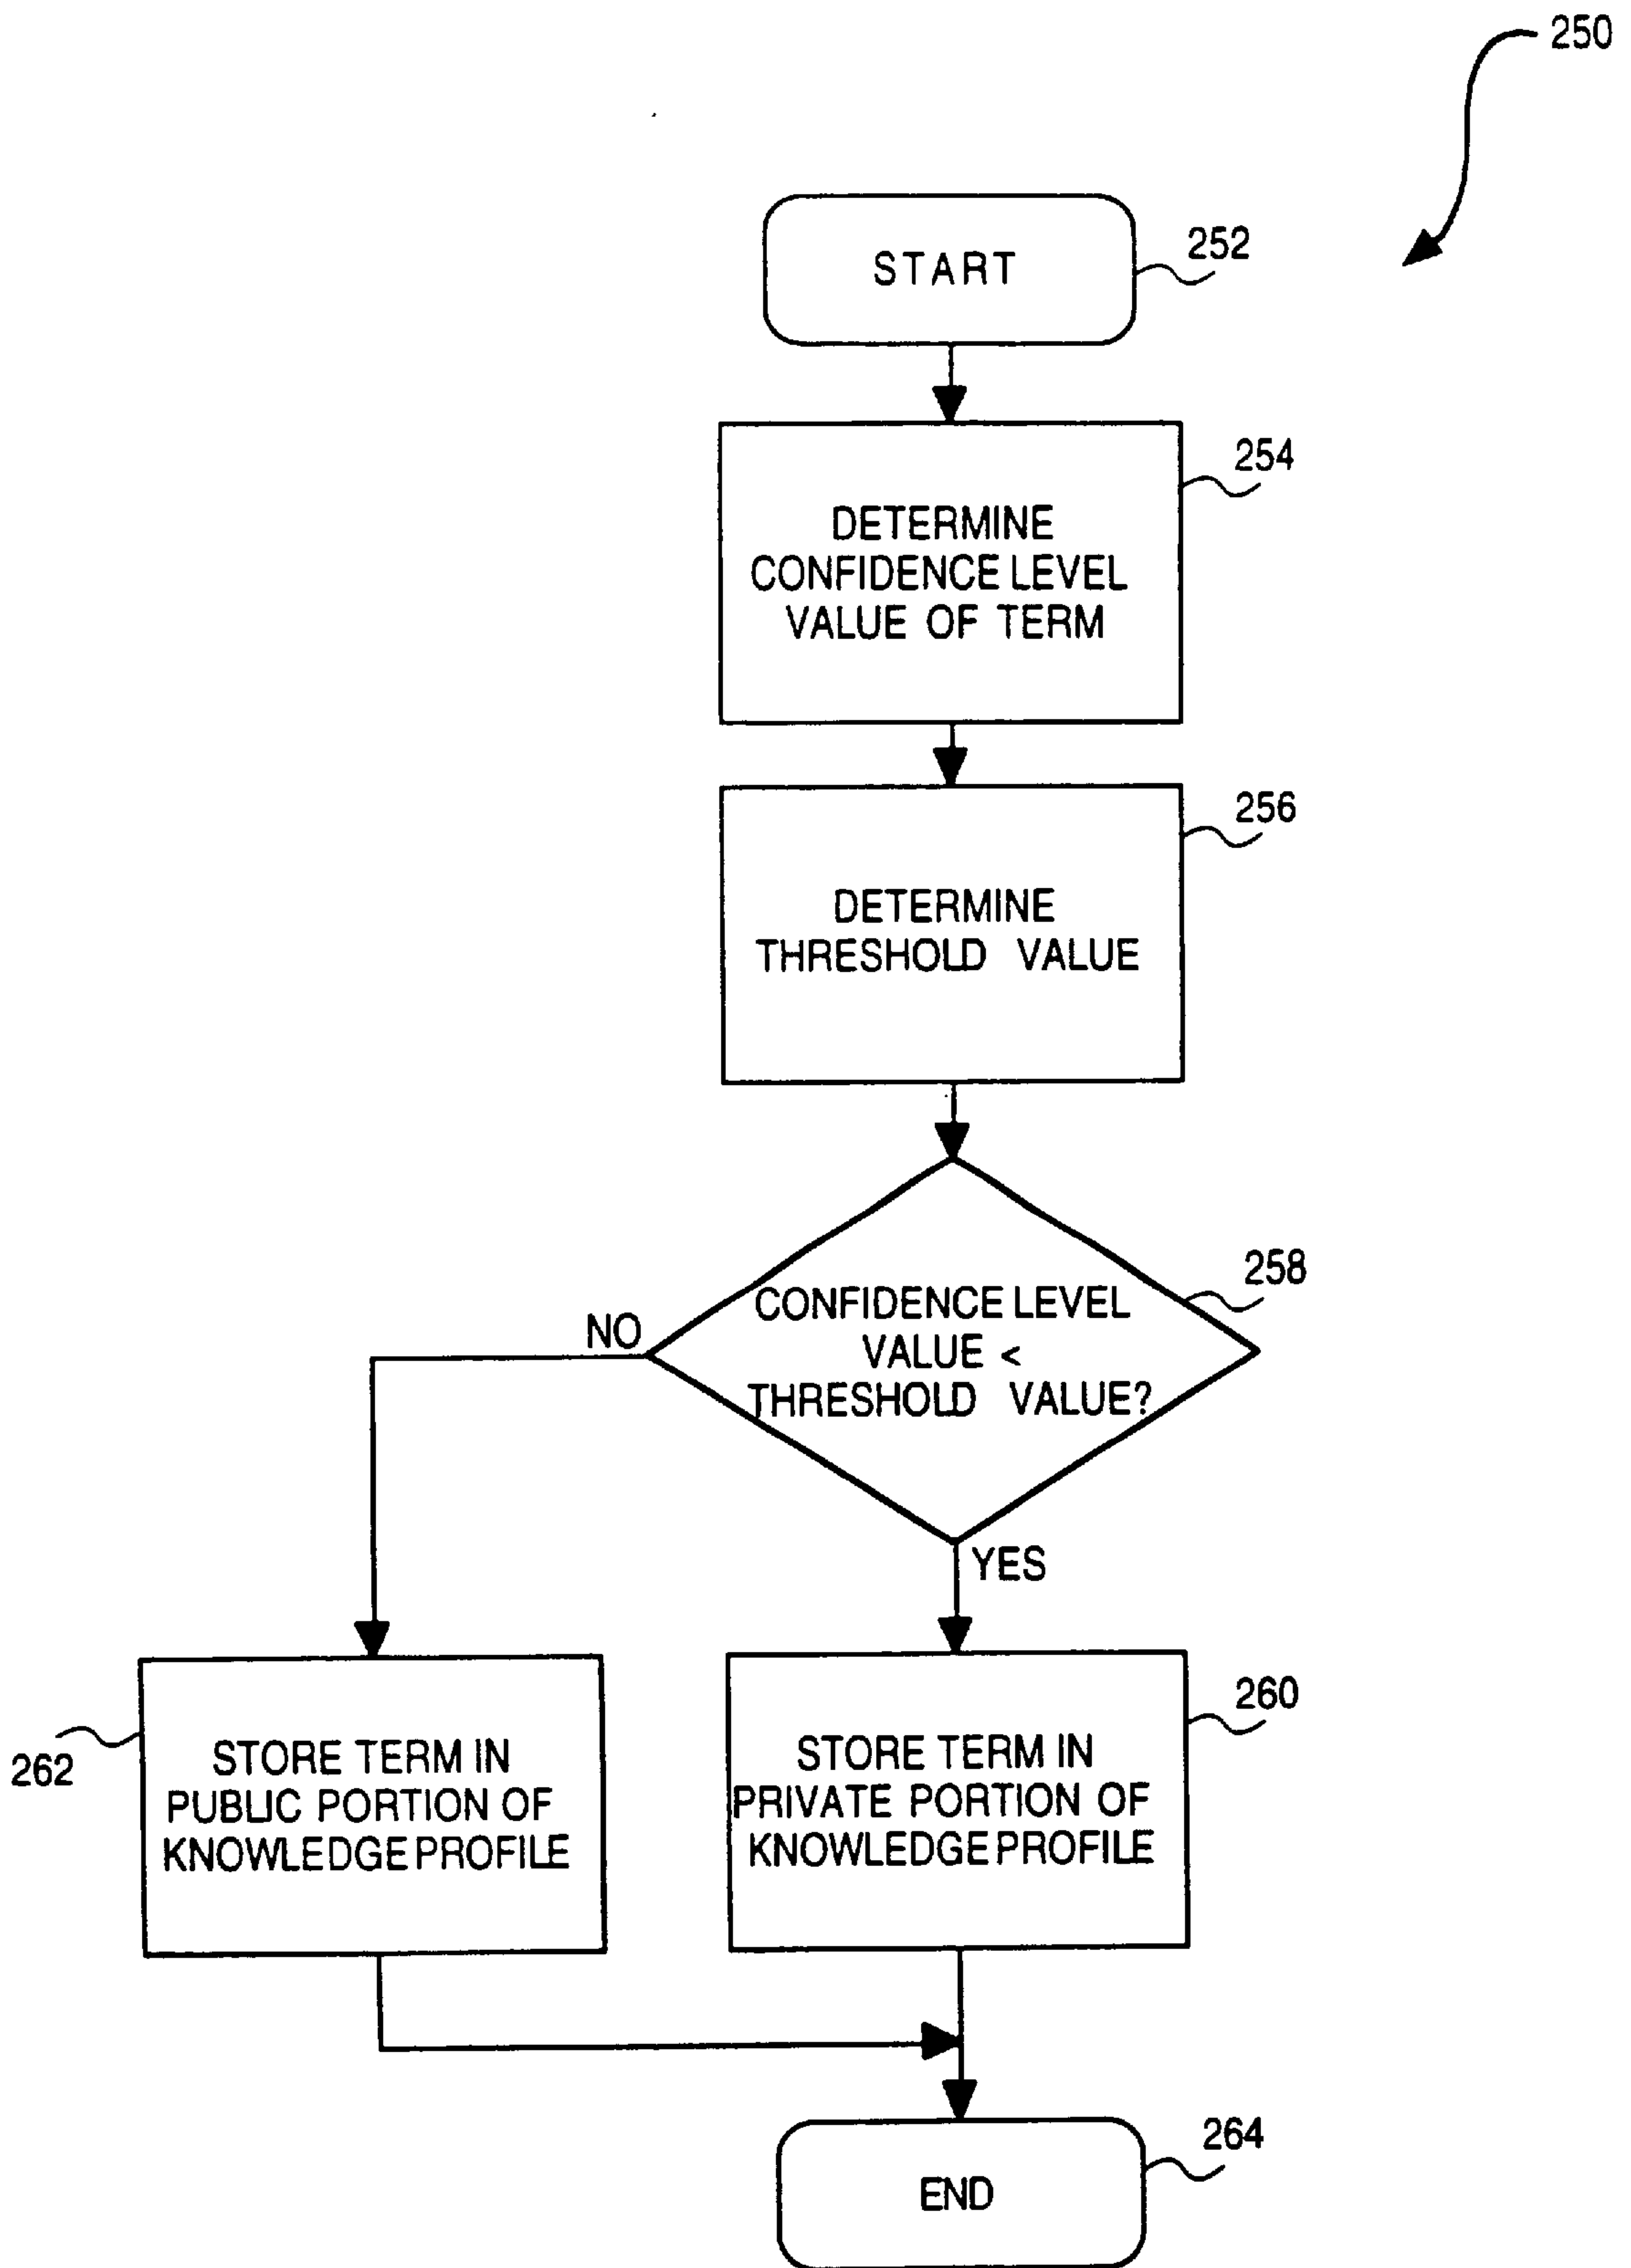 250
START
252
DETERMINE
CONFIDENCE LEVEL
VALUE OF TERM
254
DETERMINE
THRESHOLD VALUE
256
CONFIDENCE LEVEL
VALUE <
THRESHOLD VALUE?
258
NO
YES
STORE TERM IN
PUBLIC PORTION OF
KNOWLEDGE PROFILE
262
STORE TERM IN
PRIVATE PORTION OF
KNOWLEDGE PROFILE
260
END
264